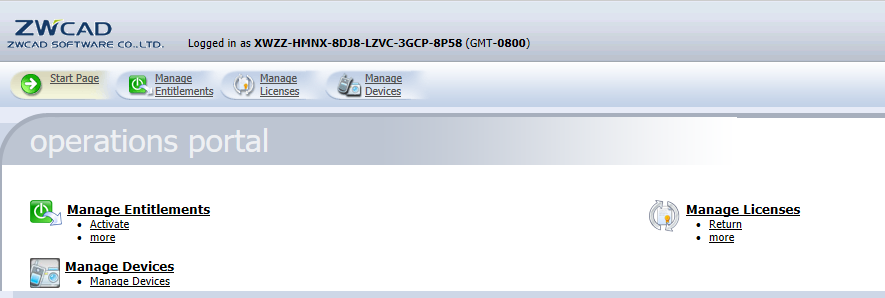 ZWCAD
ZWCAD SOFTWARE CO.,LTD.
Logged in as XWZZ-HMNX-8DJ8-LZVC-3GCP-8P58 (GMT-0800)
Start Page
Manage
Entitlements
Manage
Licenses
Manage
Devices
operations portal
Manage Entitlements
• Activate
• more
Manage Licenses
• Return
• more
Manage Devices
• Manage Devices